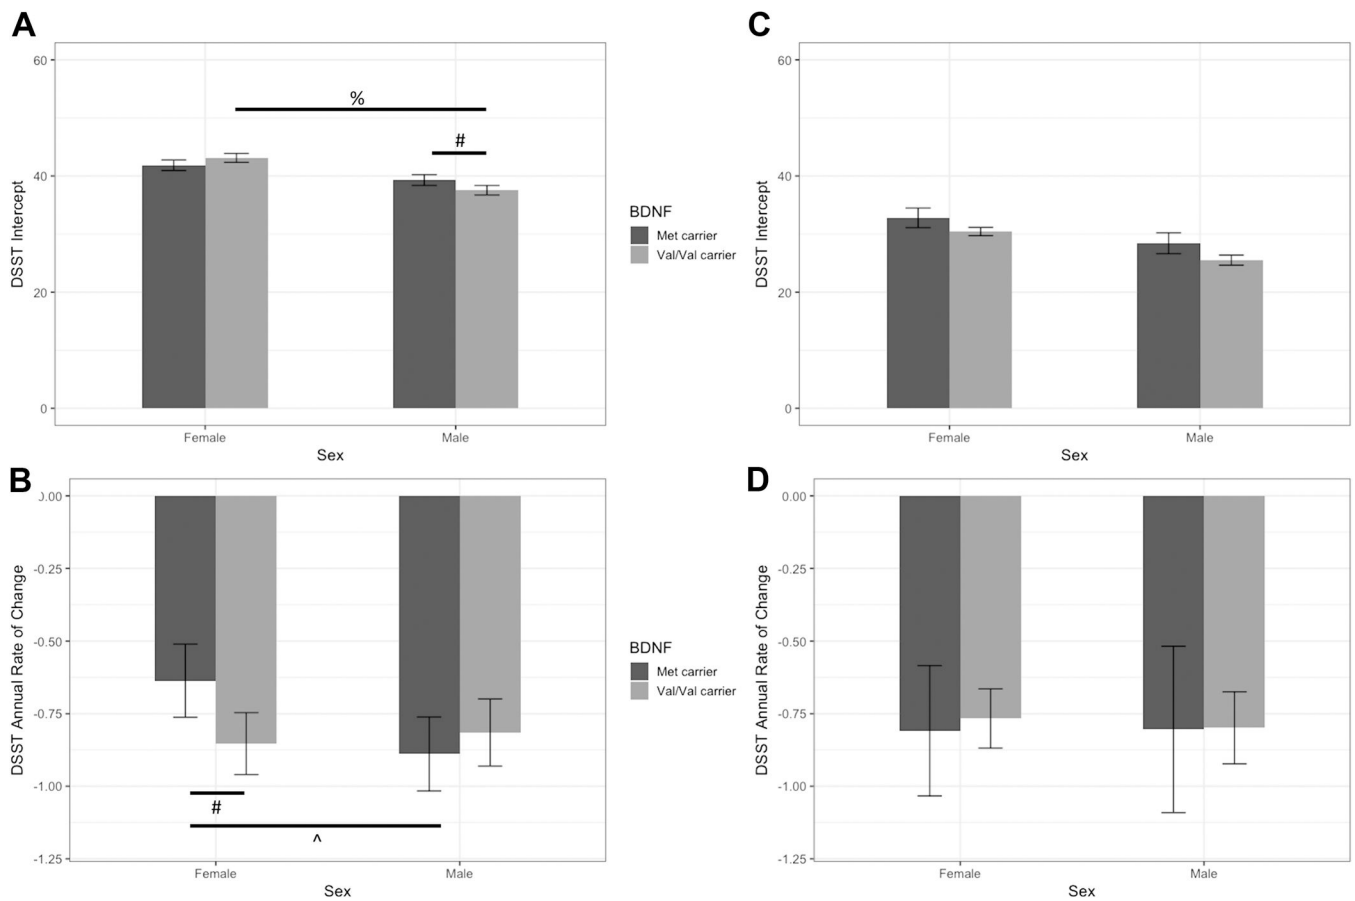 A
60
40
20
0
DSST Intercept
%
#
Female
Male
Sex
BDNF
Met carrier
Val/Val carrier
C
60
40
20
0
DSST Intercept
Female
Male
Sex
B
0.00
-0.25
-0.50
-0.75
-1.00
-1.25
DSST Annual Rate of Change
#
^
Female
Male
Sex
BDNF
Met carrier
Val/Val carrier
D
0.00
-0.25
-0.50
-0.75
-1.00
-1.25
DSST Annual Rate of Change
Female
Male
Sex